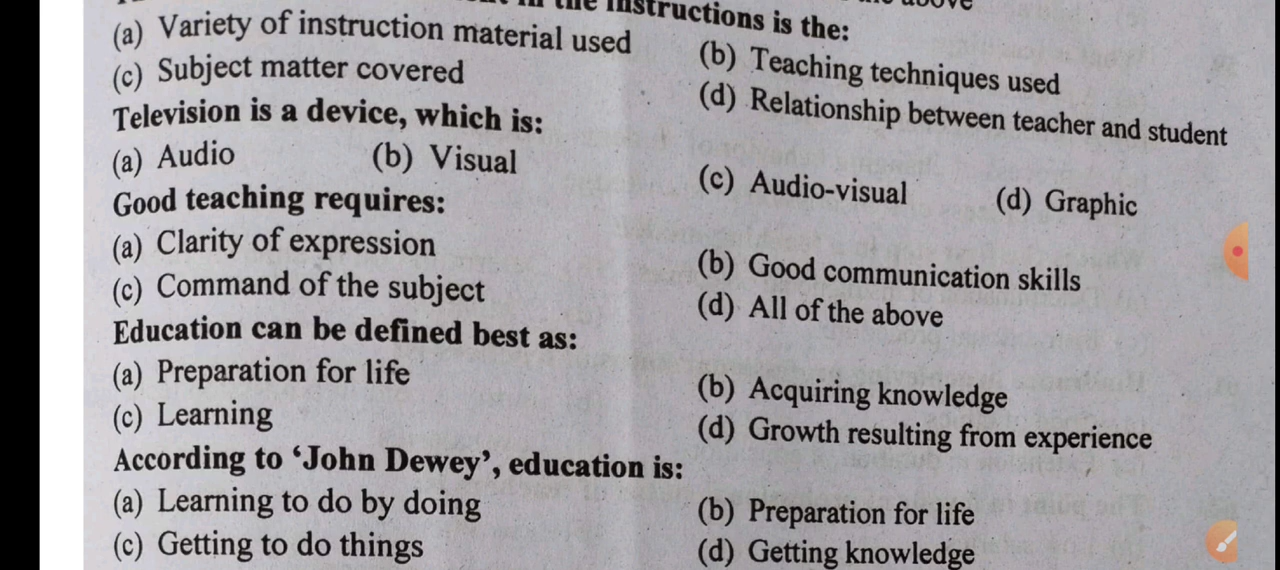 in the instructions is the:
(a) Variety of instruction material used (b) Teaching techniques used
(c) Subject matter covered (d) Relationship between teacher and student
Television is a device, which is:
(a) Audio (b) Visual (c) Audio-visual (d) Graphic
Good teaching requires:
(a) Clarity of expression (b) Good communication skills
(c) Command of the subject (d) All of the above
Education can be defined best as:
(a) Preparation for life (b) Acquiring knowledge
(c) Learning (d) Growth resulting from experience
According to ‘John Dewey’, education is:
(a) Learning to do by doing (b) Preparation for life
(c) Getting to do things (d) Getting knowledge